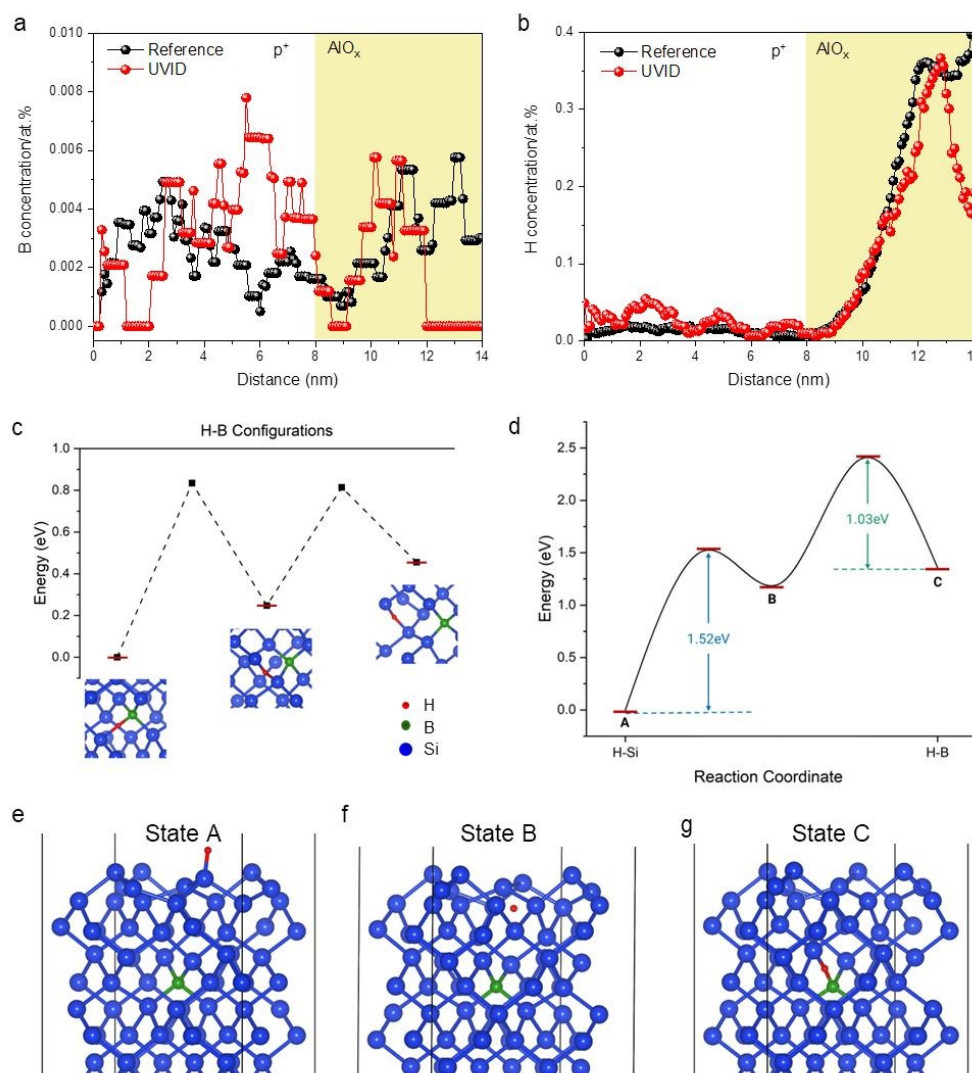 a
Reference
UVID
p⁺
AlOₓ
0.010
0.008
0.006
0.004
0.002
0.000
B concentration/at.%
0 2 4 6 8 10 12 14
Distance (nm)
b
Reference
UVID
p⁺
AlOₓ
0.4
0.3
0.2
0.1
0.0
H concentration/at.%
0 2 4 6 8 10 12 14
Distance (nm)
c
H-B Configurations
1.0
0.8
0.6
0.4
0.2
0.0
Energy (eV)
H
B
Si
d
2.5
2.0
1.5
1.0
0.5
0.0
Energy (eV)
1.52eV
1.03eV
A
B
C
H-Si H-B
Reaction Coordinate
e
State A
f
State B
g
State C